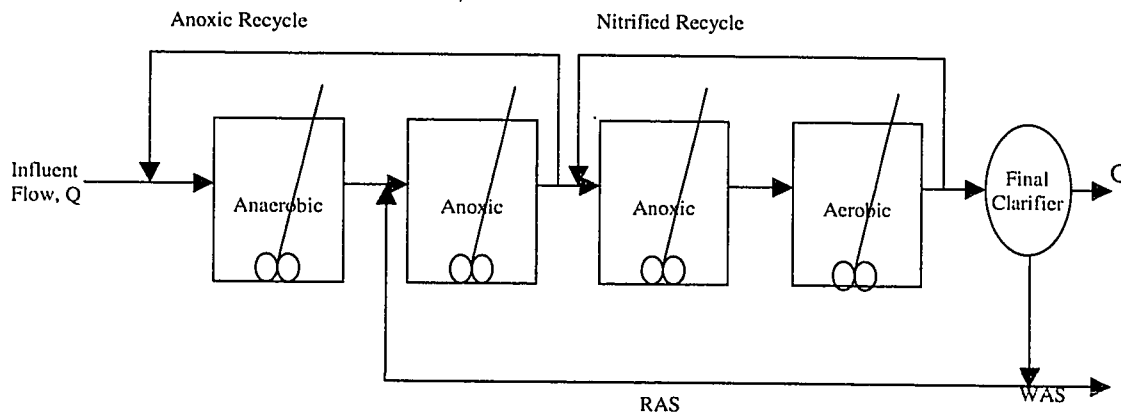 Anoxic Recycle
Nitrified Recycle
Influent
Flow, Q
Anaerobic
Anoxic
Anoxic
Aerobic
Final
Clarifier
Q
RAS
WAS